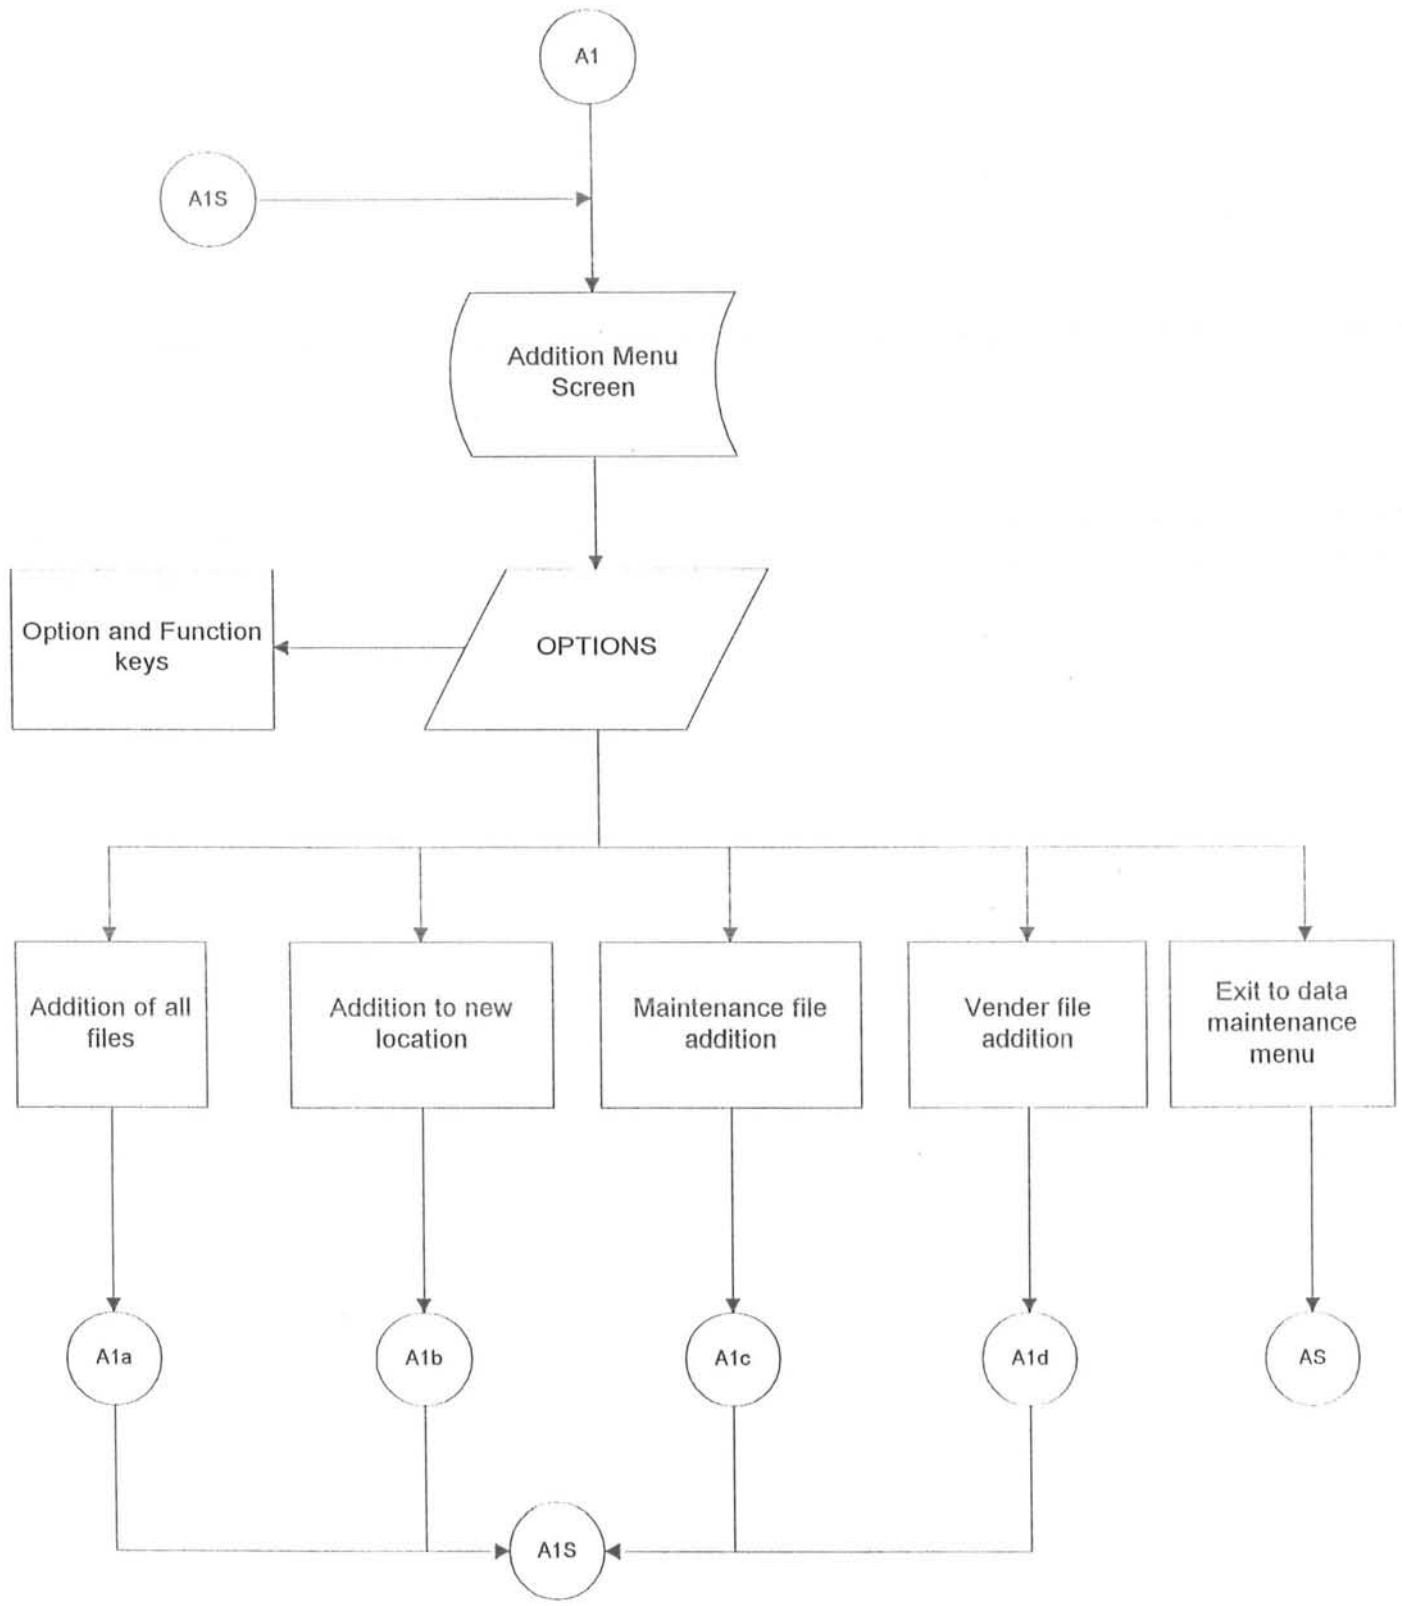 A1
A1S
Addition Menu
Screen
Option and Function
keys
OPTIONS
Addition of all
files
Addition to new
location
Maintenance file
addition
Vender file
addition
Exit to data
maintenance
menu
A1a
A1b
A1c
A1d
AS
A1S